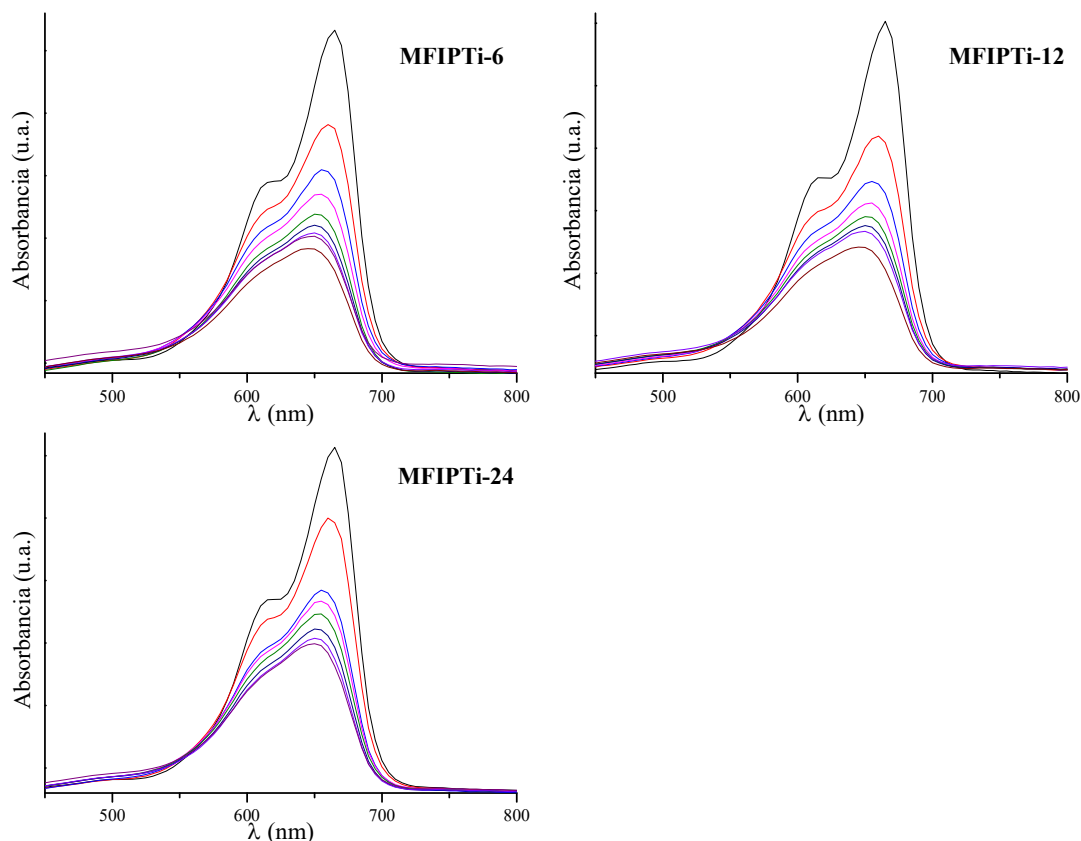 MFIPTi-6
Absorbancia (u.a.)
500
600
700
800
λ (nm)
MFIPTi-12
Absorbancia (u.a.)
500
600
700
800
λ (nm)
MFIPTi-24
Absorbancia (u.a.)
500
600
700
800
λ (nm)